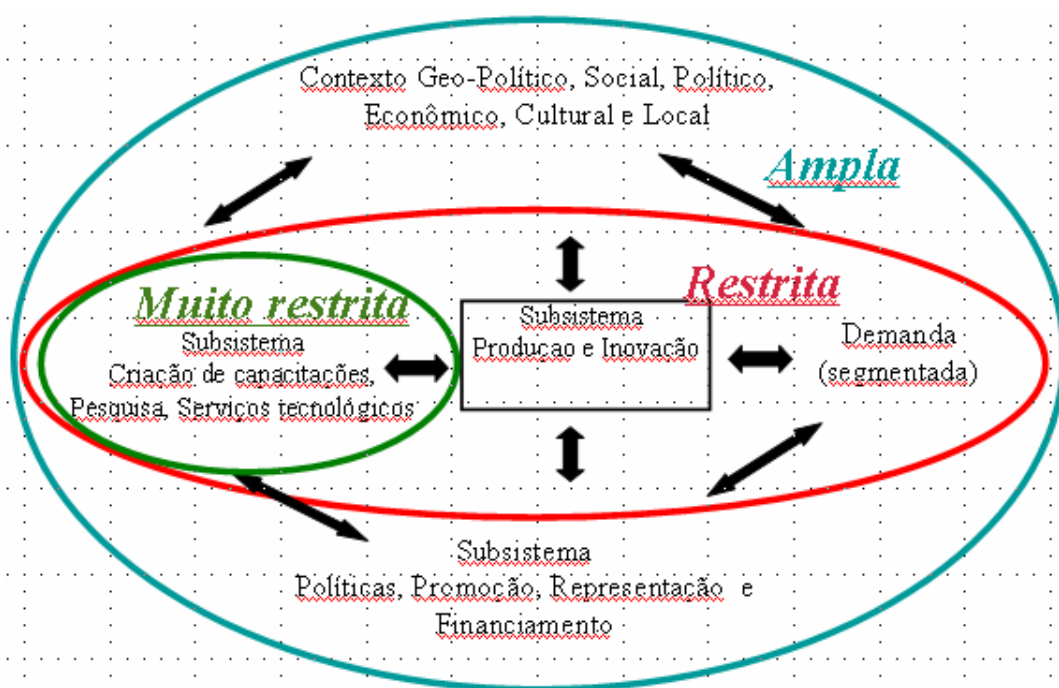 Contexto Geo-Político, Social, Político,
Econômico, Cultural e Local
Ampla
Restrita
Muito restrita
Subsistema
Criação de capacitações,
Pesquisa, Serviços tecnológicos
Subsistema
Produçao e Inovação
Demanda
(segmentada)
Subsistema
Políticas, Promoção, Representação e
Financiamento